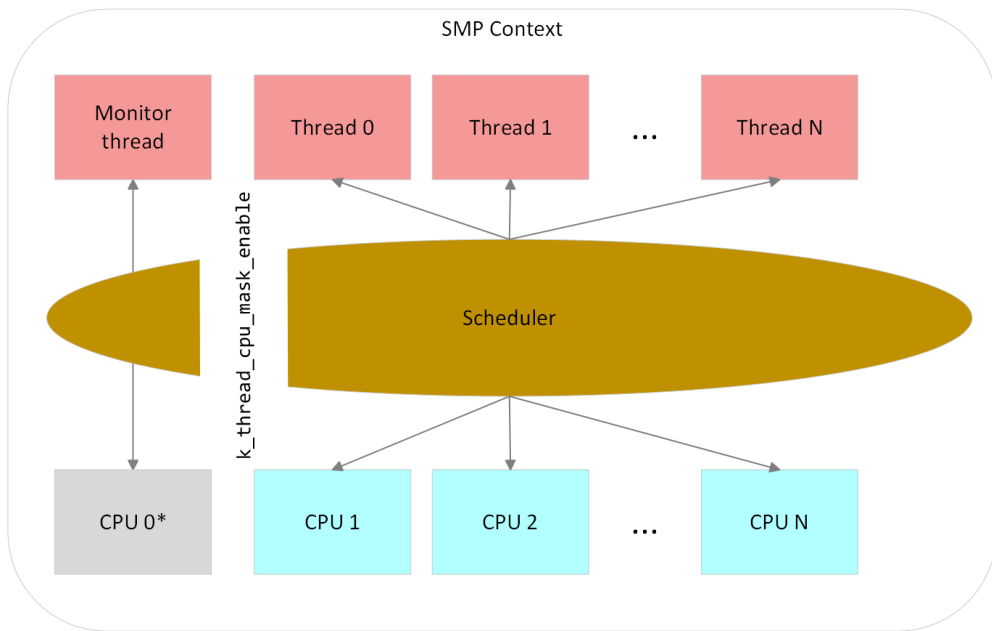 SMP Context
Monitor
thread
Thread 0
Thread 1
...
Thread N
k_thread_cpu_mask_enable
Scheduler
CPU 0*
CPU 1
CPU 2
...
CPU N